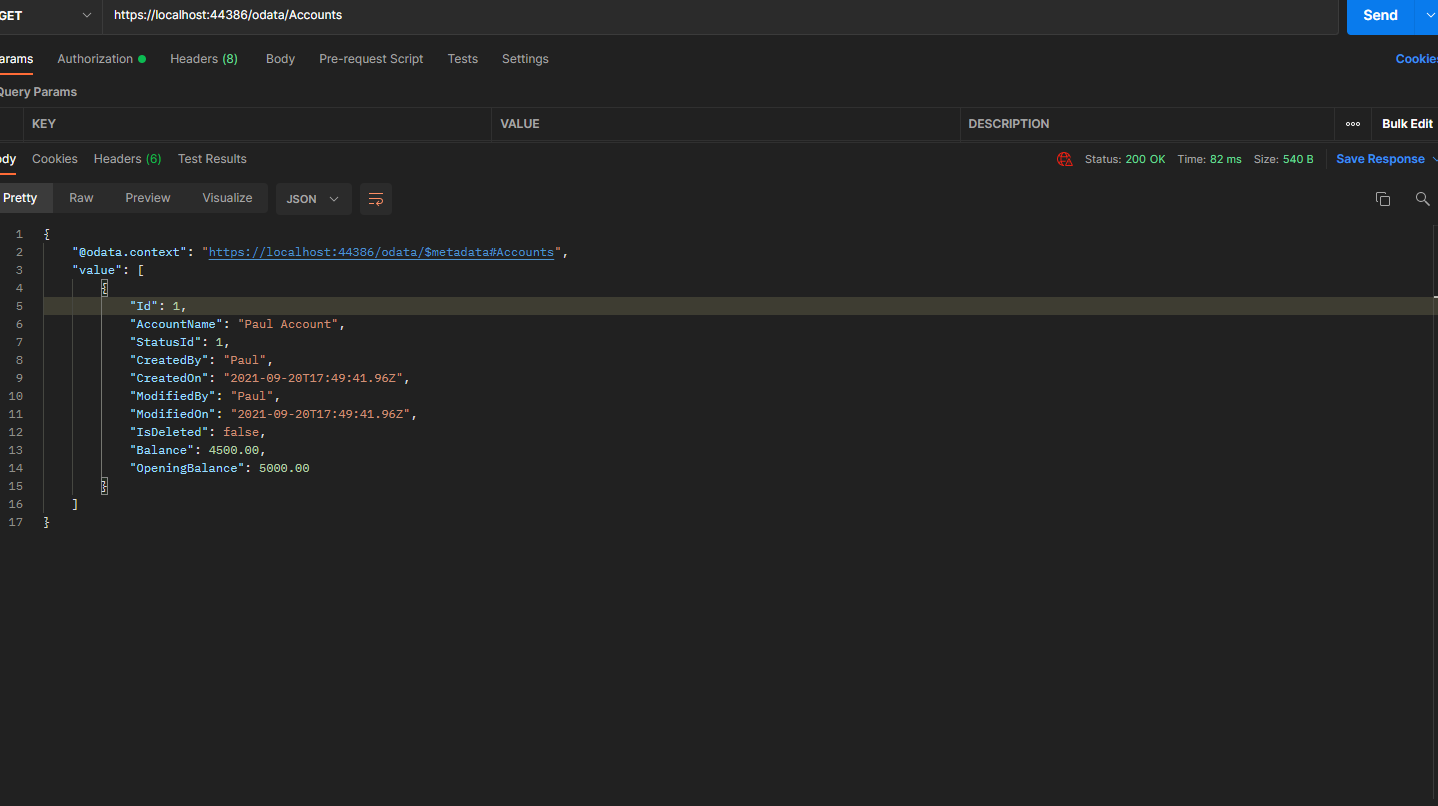 GET https://localhost:44386/odata/Accounts Send
arams Authorization Headers (8) Body Pre-request Script Tests Settings Cookies
Query Params
KEY VALUE DESCRIPTION Bulk Edit
ody Cookies Headers (6) Test Results Status: 200 OK Time: 82 ms Size: 540 B Save Response
Pretty Raw Preview Visualize JSON
1 {
2 "@odata.context": "https://localhost:44386/odata/$metadata#Accounts",
3 "value": [
4 {
5 "Id": 1,
6 "AccountName": "Paul Account",
7 "StatusId": 1,
8 "CreatedBy": "Paul",
9 "CreatedOn": "2021-09-20T17:49:41.96Z",
10 "ModifiedBy": "Paul",
11 "ModifiedOn": "2021-09-20T17:49:41.96Z",
12 "IsDeleted": false,
13 "Balance": 4500.00,
14 "OpeningBalance": 5000.00
15 }
16 ]
17 }